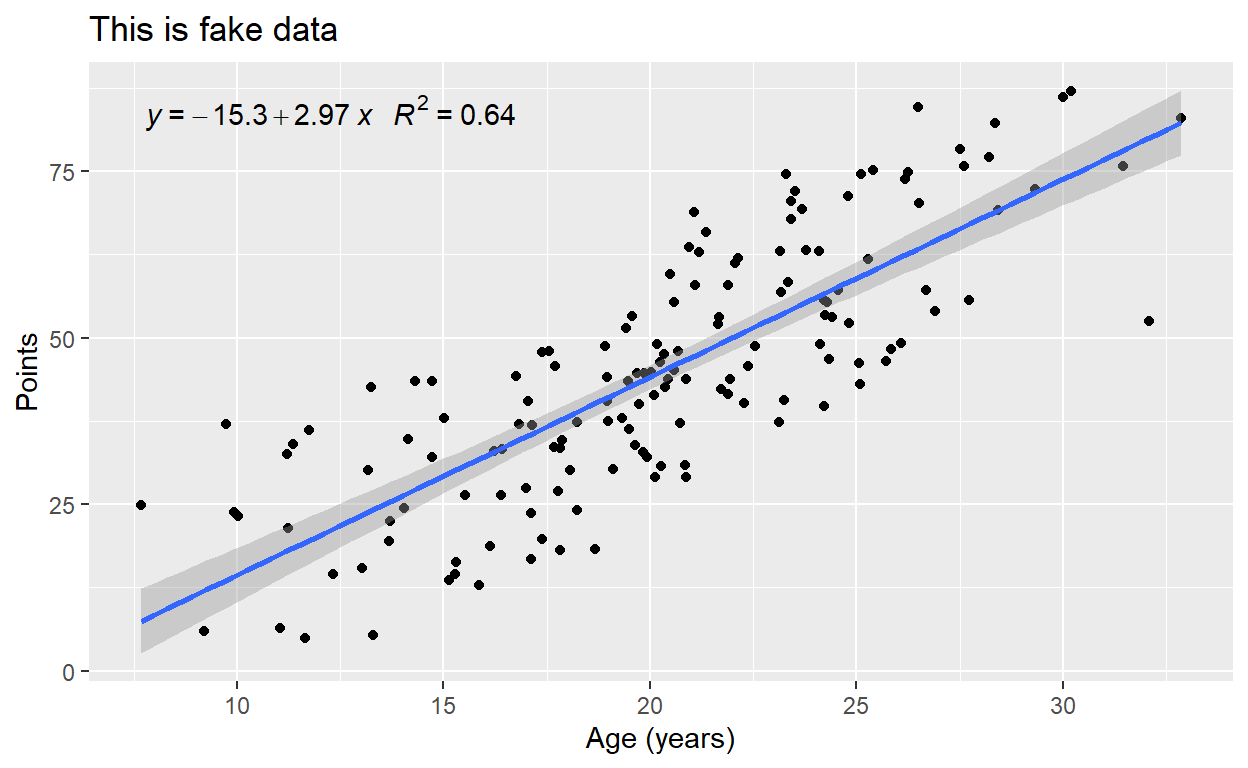 This is fake data
y = −15.3+2.97 x R² = 0.64
75
50
25
0
Points
10 15 20 25 30
Age (years)